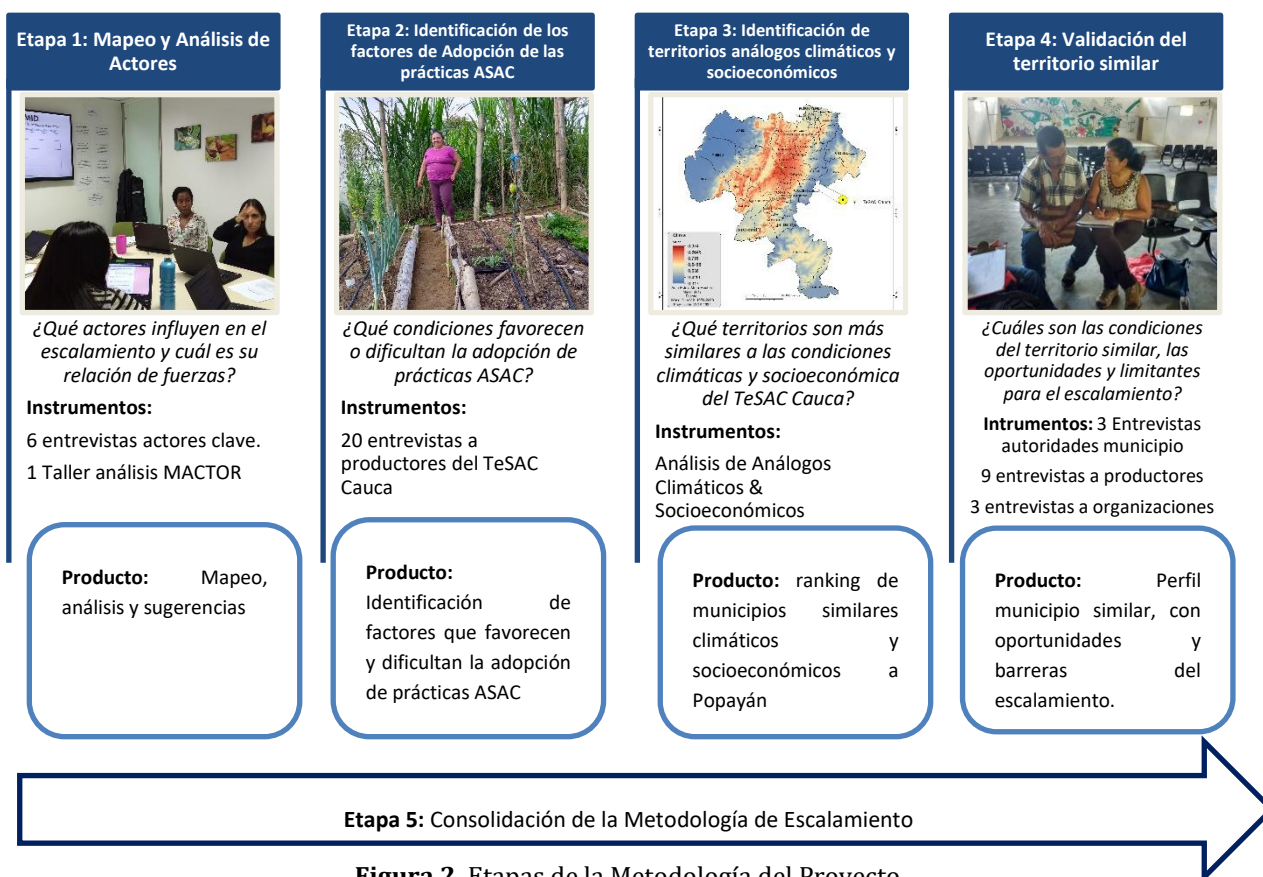 Etapa 1: Mapeo y Análisis de
Actores
¿Qué actores influyen en el
escalamiento y cuál es su
relación de fuerzas?
Instrumentos:
6 entrevistas actores clave.
1 Taller análisis MACTOR
Producto: Mapeo,
análisis y sugerencias
Etapa 2: Identificación de los
factores de Adopción de las
prácticas ASAC
¿Qué condiciones favorecen
o dificultan la adopción de
prácticas ASAC?
Instrumentos:
20 entrevistas a
productores del TeSAC
Cauca
Producto:
Identificación de
factores que favorecen
y dificultan la adopción
de prácticas ASAC
Etapa 3: Identificación de
territorios análogos climáticos y
socioeconómicos
TeSAC Cauca
¿Qué territorios son más
similares a las condiciones
climáticas y socioeconómica
del TeSAC Cauca?
Instrumentos:
Análisis de Análogos
Climáticos &
Socioeconómicos
Producto: ranking de
municipios similares
climáticos y
socioeconómicos a
Popayán
Etapa 4: Validación del
territorio similar
¿Cuáles son las condiciones
del territorio similar, las
oportunidades y limitantes
para el escalamiento?
Intrumentos: 3 Entrevistas
autoridades municipio
9 entrevistas a productores
3 entrevistas a organizaciones
Producto: Perfil
municipio similar, con
oportunidades y
barreras del
escalamiento.
Etapa 5: Consolidación de la Metodología de Escalamiento
Figura 2. Etapas de la Metodología del Proyecto